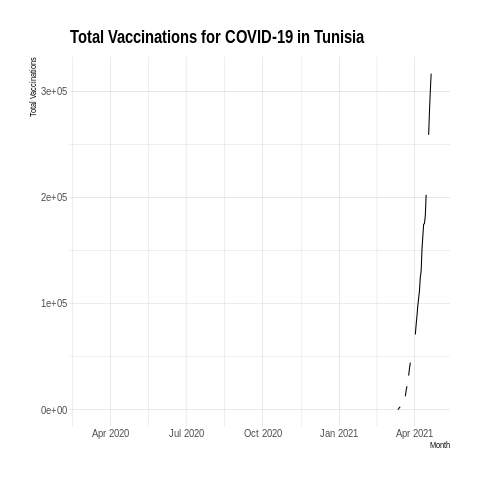 Total Vaccinations for COVID-19 in Tunisia
Total Vaccinations
3e+05
2e+05
1e+05
0e+00
Apr 2020 Jul 2020 Oct 2020 Jan 2021 Apr 2021
Month